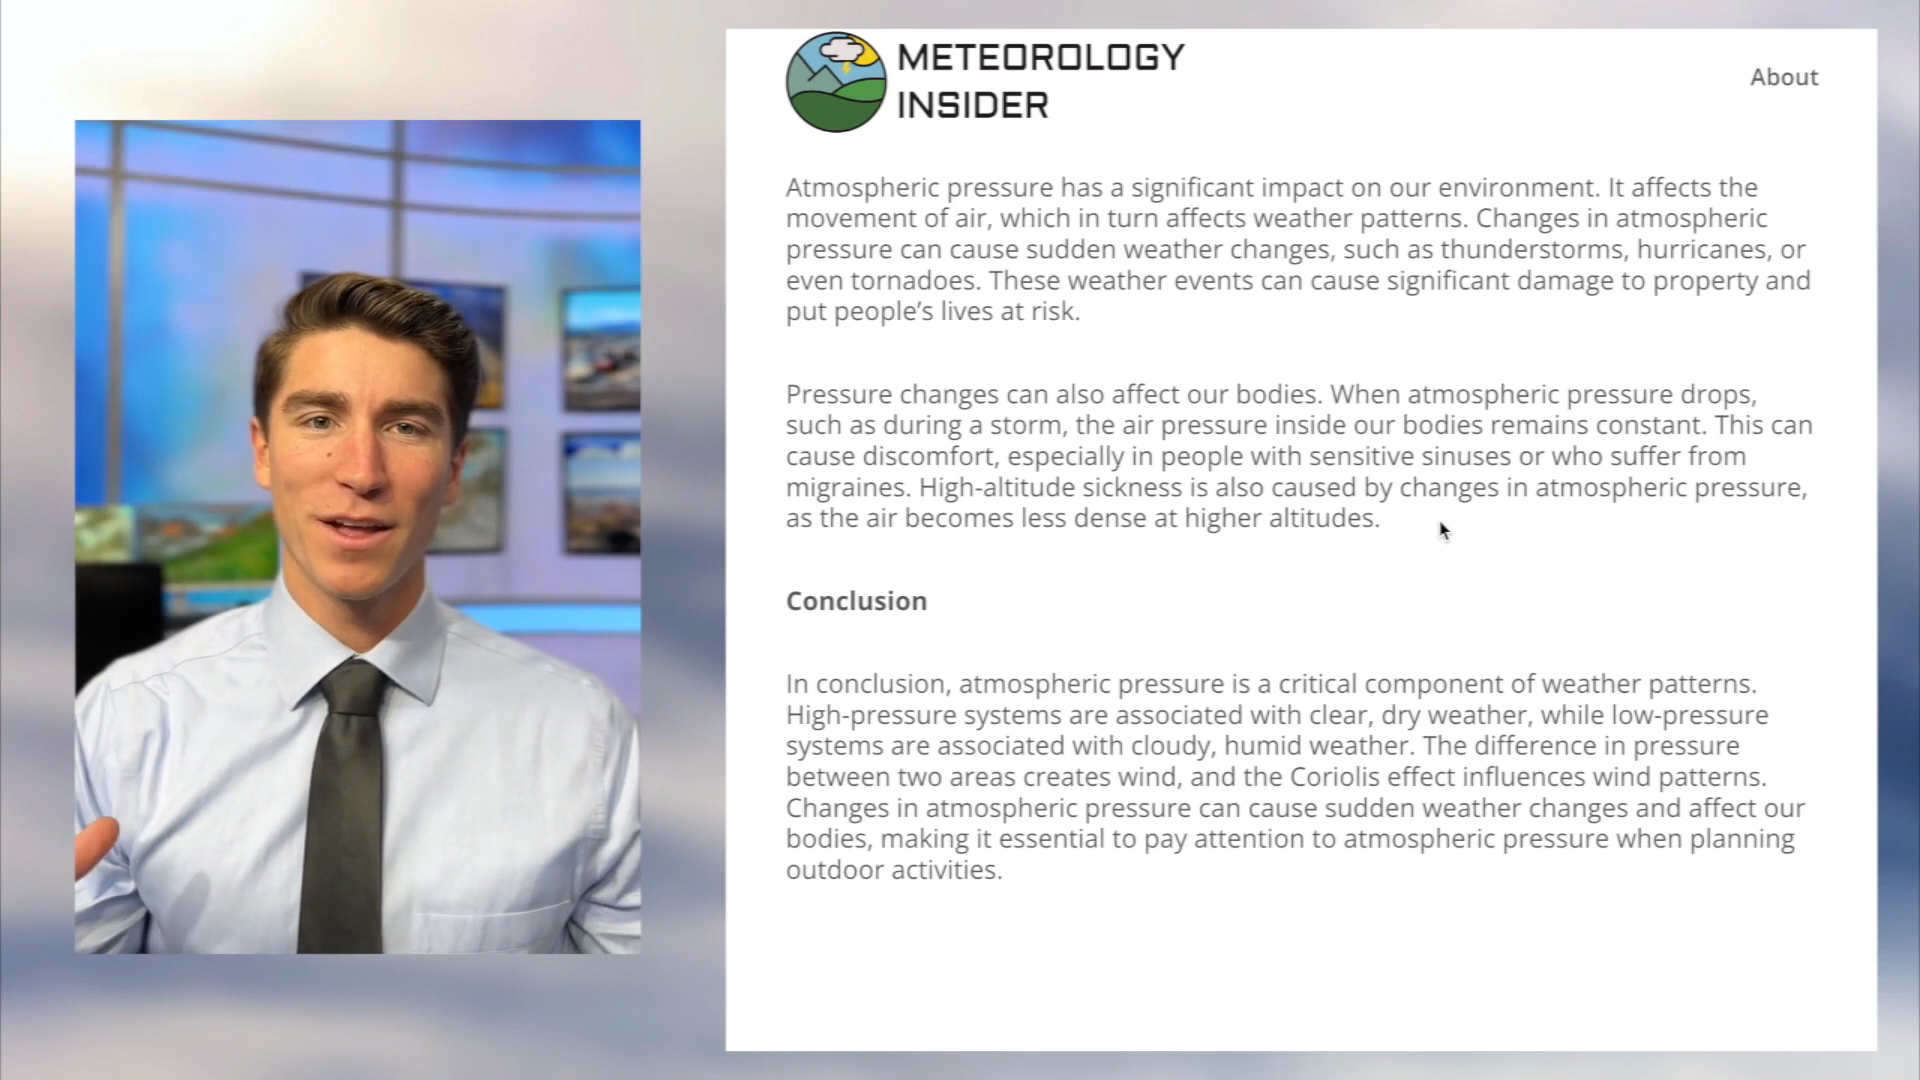 METEOROLOGY
INSIDER
About
Atmospheric pressure has a significant impact on our environment. It affects the
movement of air, which in turn affects weather patterns. Changes in atmospheric
pressure can cause sudden weather changes, such as thunderstorms, hurricanes, or
even tornadoes. These weather events can cause significant damage to property and
put people’s lives at risk.
Pressure changes can also affect our bodies. When atmospheric pressure drops,
such as during a storm, the air pressure inside our bodies remains constant. This can
cause discomfort, especially in people with sensitive sinuses or who suffer from
migraines. High-altitude sickness is also caused by changes in atmospheric pressure,
as the air becomes less dense at higher altitudes.
Conclusion
In conclusion, atmospheric pressure is a critical component of weather patterns.
High-pressure systems are associated with clear, dry weather, while low-pressure
systems are associated with cloudy, humid weather. The difference in pressure
between two areas creates wind, and the Coriolis effect influences wind patterns.
Changes in atmospheric pressure can cause sudden weather changes and affect our
bodies, making it essential to pay attention to atmospheric pressure when planning
outdoor activities.